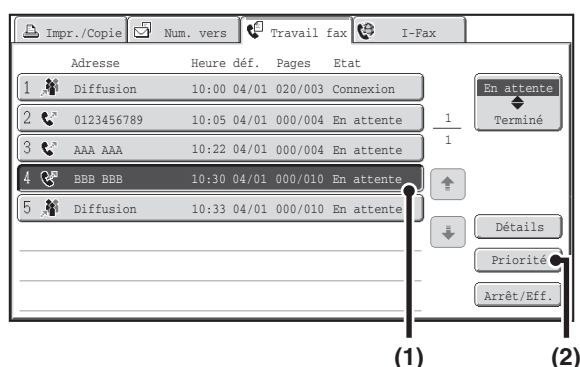 Impr./Copie Num. vers Travail fax I-Fax
Adresse Heure déf. Pages Etat
1 Diffusion 10:00 04/01 020/003 Connexion
2 0123456789 10:05 04/01 000/004 En attente
3 AAA AAA 10:22 04/01 000/004 En attente
4 BBB BBB 10:30 04/01 000/010 En attente
5 Diffusion 10:33 04/01 000/010 En attente
1
1
En attente
Terminé
Détails
Priorité
Arrêt/Eff.
(1) (2)